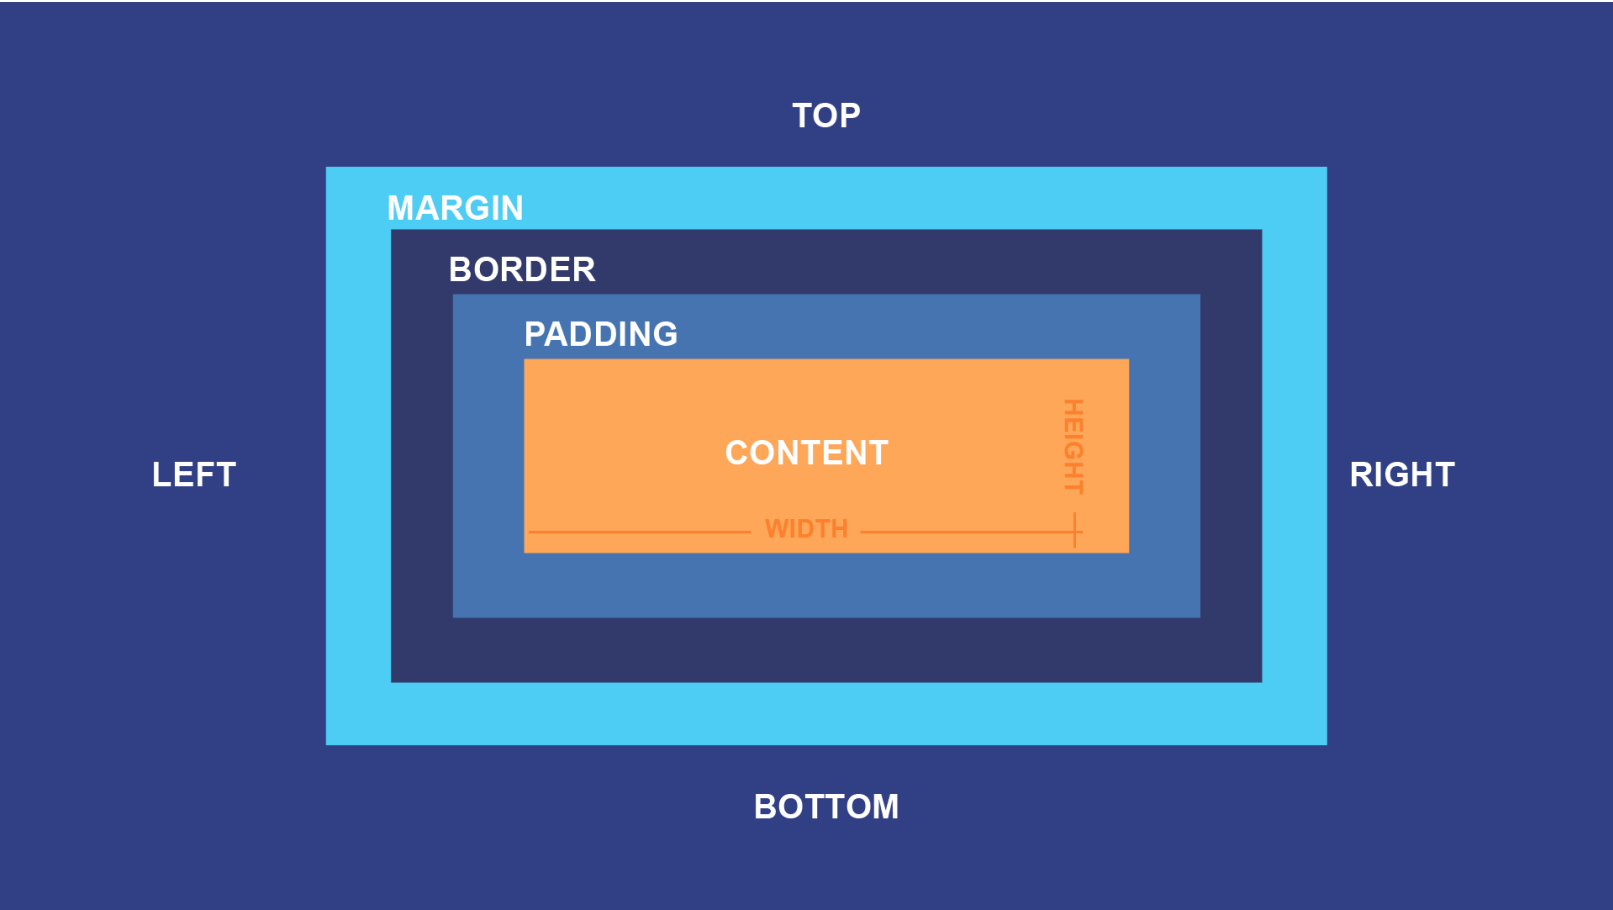 TOP
MARGIN
BORDER
PADDING
CONTENT
HEIGHT
LEFT
RIGHT
WIDTH
BOTTOM